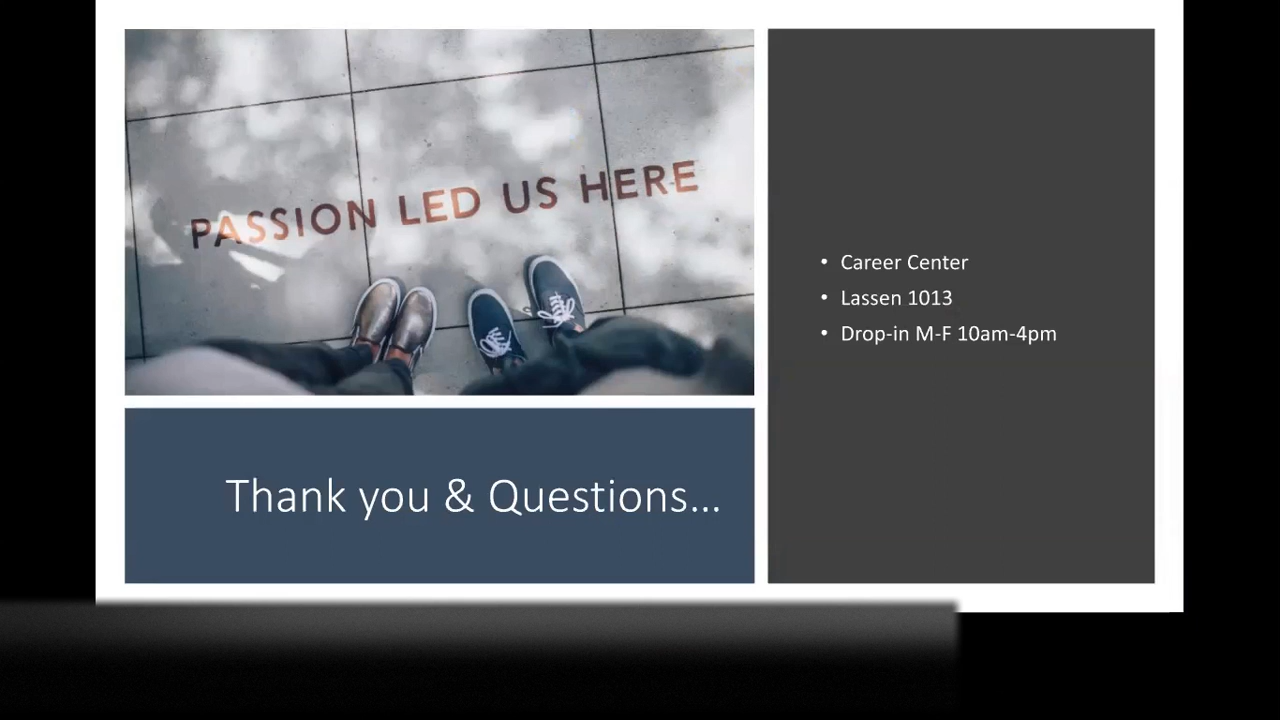 PASSION LED US HERE
Thank you & Questions...
• Career Center
• Lassen 1013
• Drop-in M-F 10am-4pm